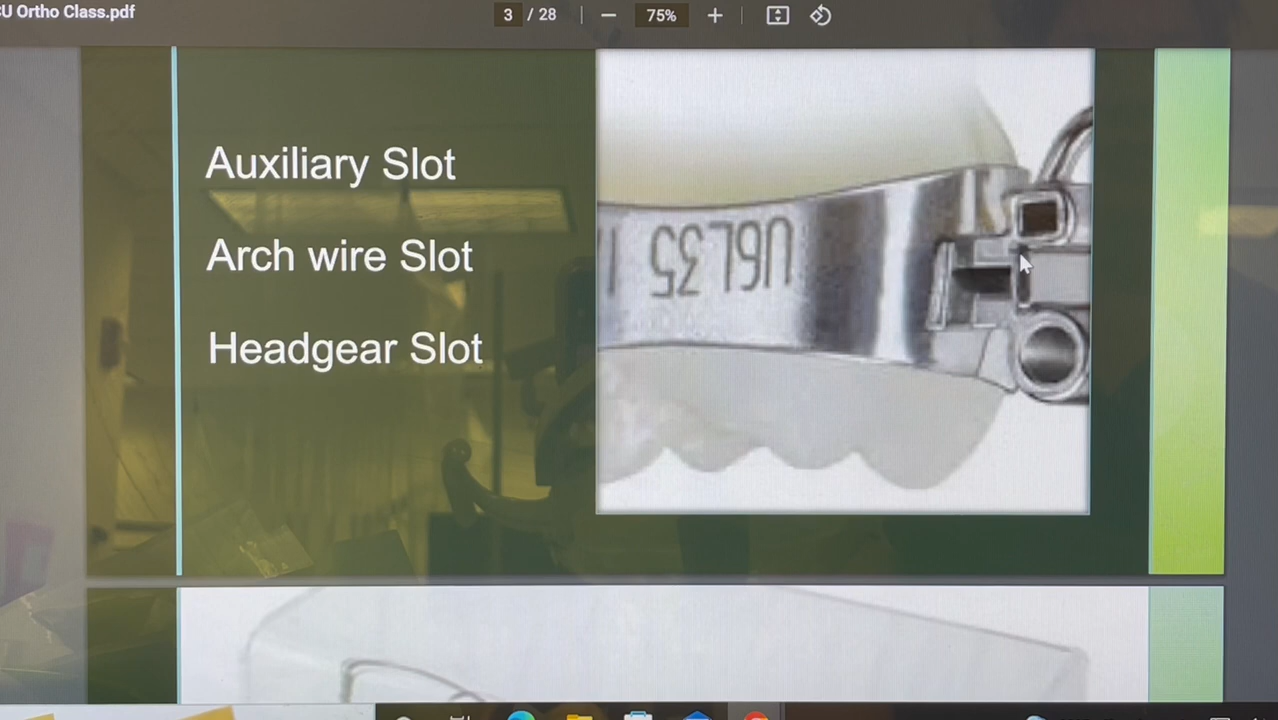 U Ortho Class.pdf
3 / 28
75%
Auxiliary Slot
Arch wire Slot
Headgear Slot
U6L35